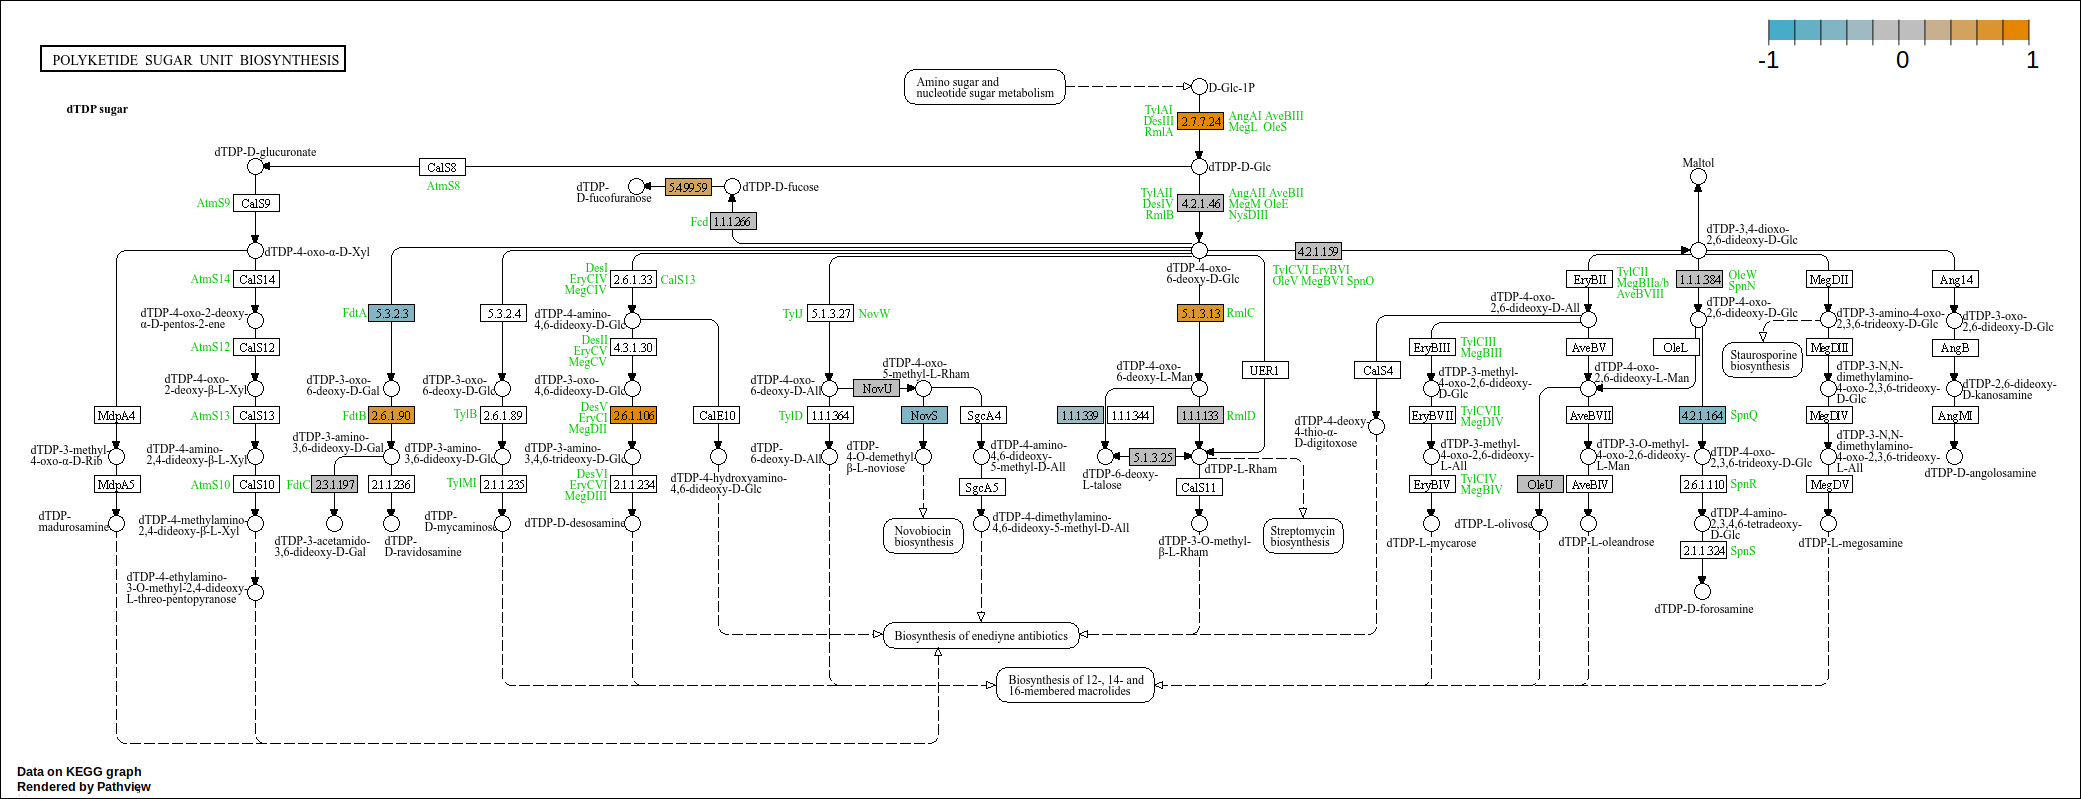 POLYKETIDE SUGAR UNIT BIOSYNTHESIS
-1 0 1
dTDP sugar
Amino sugar and
nucleotide sugar metabolism
D-Glc-1P
TylAI
DesIII
RmlA
2.7.7.24
AngAI AveBIII
MegL OleS
dTDP-D-glucuronate
CalS8
AtmS8
dTDP-D-Glc
Maltol
dTDP-
D-fucofuranose
5.4.99.59
dTDP-D-fucose
TylAII
DesIV
RmlB
4.2.1.46
AngAII AveBII
MegM OleE
NysDIII
AtmS9
CalS9
Fcd
1.1.1.266
dTDP-4-oxo-α-D-Xyl
4.2.1.159
TylCVI EryBVI
OleV MegBVI SpnO
dTDP-3,4-dioxo-
2,6-dideoxy-D-Glc
dTDP-4-oxo-
6-deoxy-D-Glc
AtmS14
CalS14
DesI
EryCIV
MegCIV
2.6.1.33
CalS13
EryBII
TylCII
MegBIIa/b
AveBVIII
1.1.1.384
OleW
SpnN
MegDII
Ang14
dTDP-4-oxo-2-deoxy-
α-D-pentos-2-ene
FdtA
5.3.2.3
5.3.2.4
dTDP-4-amino-
4,6-dideoxy-D-Glc
TylJ
5.1.3.27
NovW
5.1.3.13
RmlC
dTDP-4-oxo-
2,6-dideoxy-D-All
dTDP-4-oxo-
2,6-dideoxy-D-Glc
dTDP-3-amino-4-oxo-
2,3,6-trideoxy-D-Glc
dTDP-3-oxo-
2,6-dideoxy-D-Glc
AtmS12
CalS12
DesII
EryCV
MegCV
4.3.1.30
EryBIII
TylCIII
MegBIII
AveBV
OleL
Staurosporine
biosynthesis
MegDIII
AngB
dTDP-4-oxo-
2-deoxy-β-L-Xyl
dTDP-3-oxo-
6-deoxy-D-Gal
dTDP-3-oxo-
6-deoxy-D-Glc
dTDP-3-oxo-
4,6-dideoxy-D-Glc
dTDP-4-oxo-
6-deoxy-D-All
NovU
dTDP-4-oxo-
5-methyl-L-Rham
dTDP-4-oxo-
6-deoxy-L-Man
UER1
CalS4
dTDP-3-methyl-
4-oxo-2,6-dideoxy-
D-Glc
dTDP-4-oxo-
2,6-dideoxy-L-Man
dTDP-3-N,N-
dimethylamino-
4-oxo-2,3,6-trideoxy-
D-Glc
dTDP-2,6-dideoxy-
D-kanosamine
MdpA4
AtmS13
CalS13
FdtB
2.6.1.90
TylB
2.6.1.89
DesV
EryCI
MegDII
2.6.1.106
CalE10
TylD
1.1.1.364
NovS
SgcA4
1.1.1.339
1.1.1.344
1.1.1.133
RmlD
dTDP-4-deoxy-
4-thio-α-
D-digitoxose
EryBVII
TylCVII
MegDIV
AveBVII
4.2.1.164
SpnQ
MegDIV
AngMI
dTDP-3-methyl-
4-oxo-α-D-Rib
dTDP-4-amino-
2,4-dideoxy-β-L-Xyl
dTDP-3-amino-
3,6-dideoxy-D-Gal
dTDP-3-amino-
3,6-dideoxy-D-Glc
dTDP-3-amino-
3,4,6-trideoxy-D-Glc
dTDP-4-hydroxyamino-
4,6-dideoxy-D-Glc
dTDP-
6-deoxy-D-All
dTDP-
4-O-demethyl-
β-L-noviose
dTDP-4-amino-
4,6-dideoxy-
5-methyl-D-All
5.1.3.25
dTDP-6-deoxy-
L-talose
dTDP-L-Rham
dTDP-3-methyl-
4-oxo-2,6-dideoxy-
L-All
dTDP-3-O-methyl-
4-oxo-2,6-dideoxy-
L-Man
dTDP-4-oxo-
2,3,6-trideoxy-D-Glc
dTDP-3-N,N-
dimethylamino-
4-oxo-2,3,6-trideoxy-
L-All
dTDP-D-angolosamine
MdpA5
AtmS10
CalS10
FdtC
2.3.1.197
2.1.1.236
TylMI
2.1.1.235
DesVI
EryCVI
MegDIII
2.1.1.234
SgcA5
CalS11
EryBIV
TylCIV
MegBIV
OleU
AveBIV
2.6.1.110
SpnR
MegDV
dTDP-
madurosamine
dTDP-4-methylamino-
2,4-dideoxy-β-L-Xyl
dTDP-3-acetamido-
3,6-dideoxy-D-Gal
dTDP-
D-ravidosamine
dTDP-
D-mycaminose
dTDP-D-desosamine
Novobiocin
biosynthesis
dTDP-4-dimethylamino-
4,6-dideoxy-5-methyl-D-All
dTDP-3-O-methyl-
β-L-Rham
Streptomycin
biosynthesis
dTDP-L-mycarose
dTDP-L-olivose
dTDP-L-oleandrose
dTDP-4-amino-
2,3,4,6-tetradeoxy-
D-Glc
dTDP-L-megosamine
2.1.1.324
SpnS
dTDP-4-ethylamino-
3-O-methyl-2,4-dideoxy-
L-threo-pentopyranose
dTDP-D-forosamine
Biosynthesis of enediyne antibiotics
Biosynthesis of 12-, 14- and
16-membered macrolides
Data on KEGG graph
Rendered by Pathview